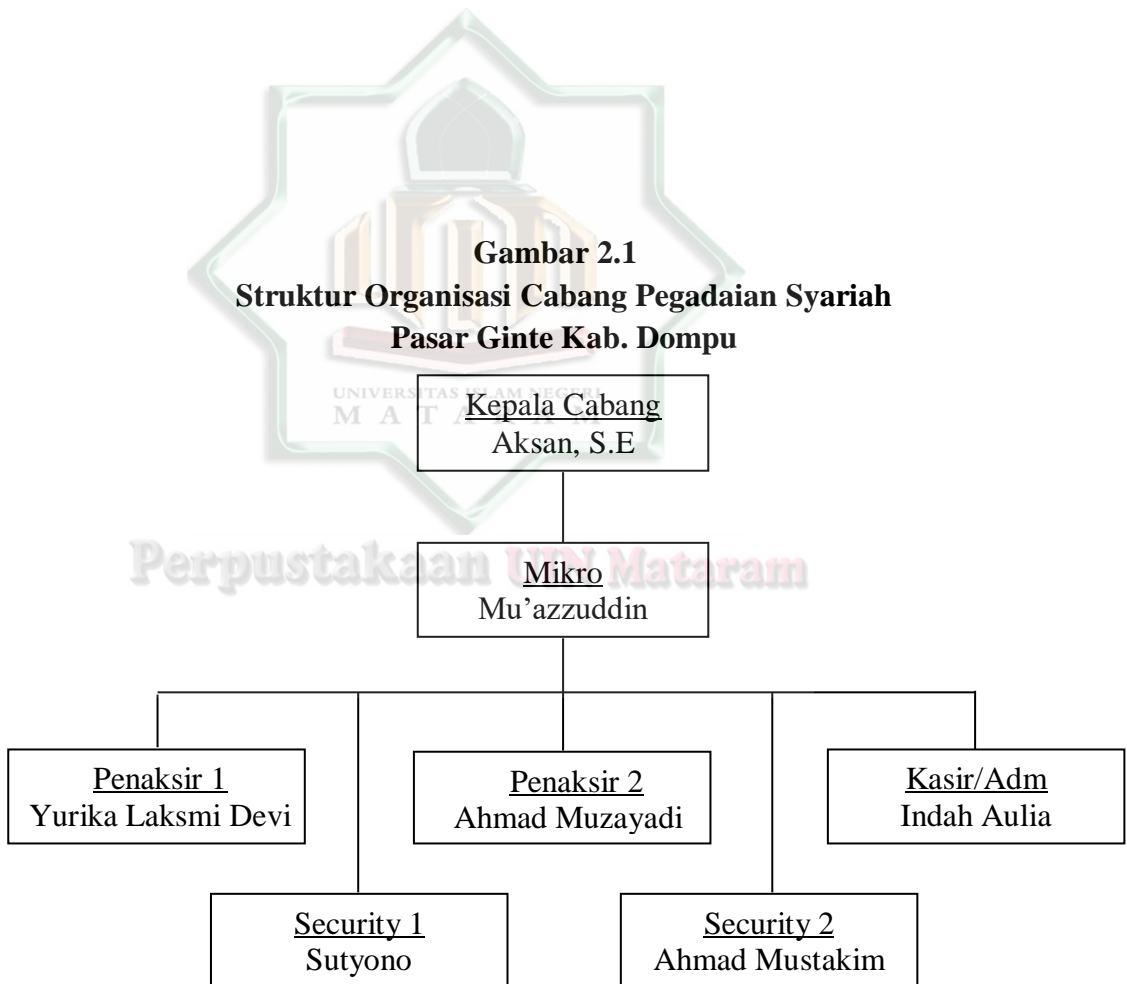 Gambar 2.1
Struktur Organisasi Cabang Pegadaian Syariah
Pasar Ginte Kab. Dompu
UNIVERSITAS ISLAM NEGERI
MATARAM
Kepala Cabang
Aksan, S.E
Perpustakaan UIN Mataram
Mikro
Mu’azzuddin
Penaksir 1
Yurika Laksmi Devi
Penaksir 2
Ahmad Muzayadi
Kasir/Adm
Indah Aulia
Security 1
Sutyono
Security 2
Ahmad Mustakim